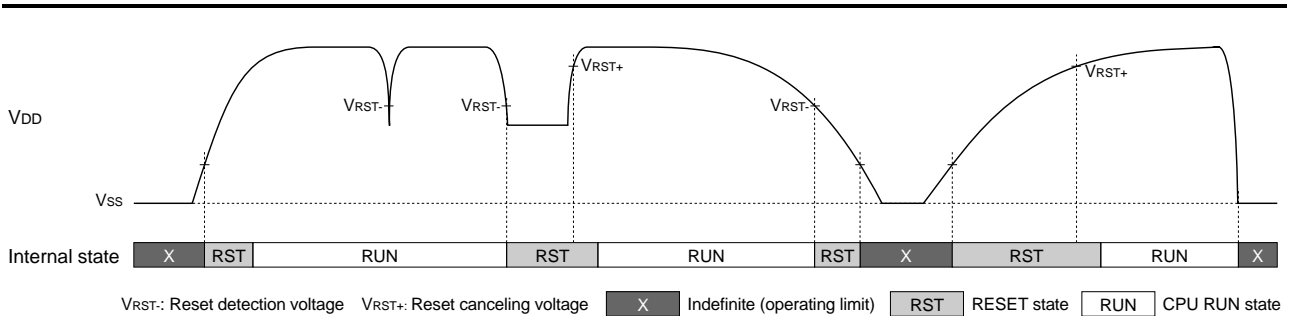 VRST+
VRST+
VRST-
VRST-
VRST-
VDD
VSS
Internal state X RST RUN RST RUN RST X RST RUN X
VRST-: Reset detection voltage VRST+: Reset canceling voltage X Indefinite (operating limit) RST RESET state RUN CPU RUN state